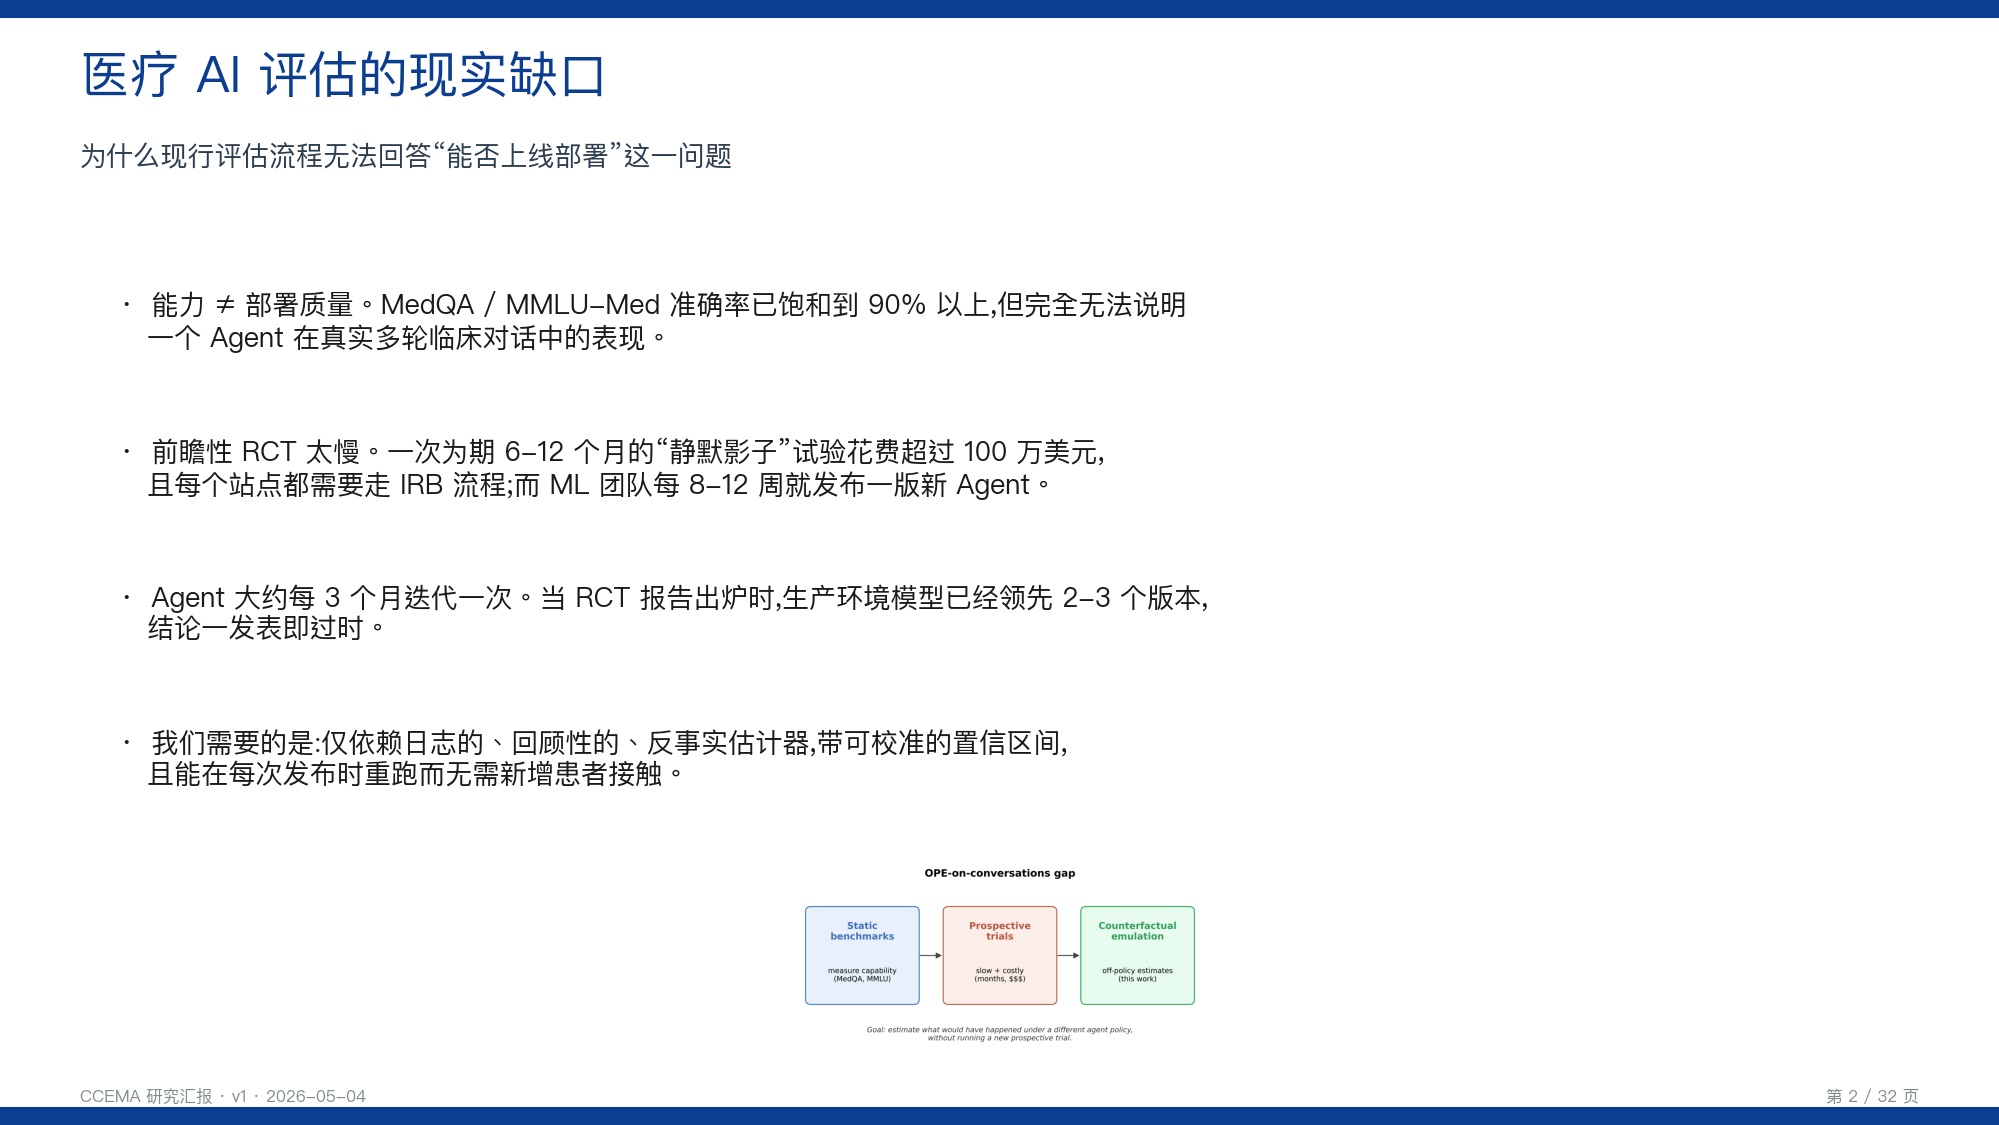 医疗 AI 评估的现实缺口
为什么现行评估流程无法回答“能否上线部署”这一问题
· 能力 ≠ 部署质量。MedQA / MMLU-Med 准确率已饱和到 90% 以上,但完全无法说明
一个 Agent 在真实多轮临床对话中的表现。
· 前瞻性 RCT 太慢。一次为期 6–12 个月的“静默影子”试验花费超过 100 万美元,
且每个站点都需要走 IRB 流程;而 ML 团队每 8–12 周就发布一版新 Agent。
· Agent 大约每 3 个月迭代一次。当 RCT 报告出炉时,生产环境模型已经领先 2–3 个版本,
结论一发表即过时。
· 我们需要的是:仅依赖日志的、回顾性的、反事实估计器,带可校准的置信区间,
且能在每次发布时重跑而无需新增患者接触。
OPE-on-conversations gap
Static
benchmarks
measure capability
(MedQA, MMLU)
Prospective
trials
slow + costly
(months, $$$)
Counterfactual
emulation
off-policy estimates
(this work)
Goal: estimate what would have happened under a different agent policy,
without running a new prospective trial.
CCEMA 研究汇报 · v1 · 2026-05-04
第 2 / 32 页